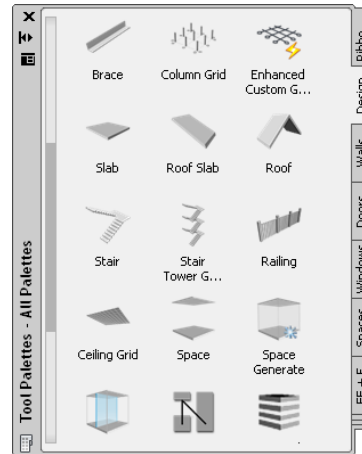 Brace
Column Grid
Enhanced
Custom G...
Slab
Roof Slab
Roof
Stair
Stair
Tower G...
Railing
Ceiling Grid
Space
Space
Generate
Tool Palettes - All Palettes
Ribbo
Design
Walls
Doors
Windows
Spaces